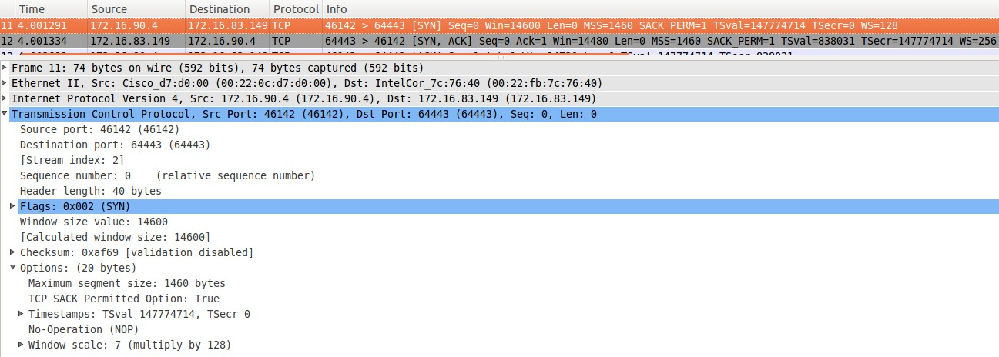 Time Source Destination Protocol Info
11 4.001291 172.16.90.4 172.16.83.149 TCP 46142 > 64443 [SYN] Seq=0 Win=14600 Len=0 MSS=1460 SACK_PERM=1 TSval=147774714 TSecr=0 WS=128
12 4.001334 172.16.83.149 172.16.90.4 TCP 64443 > 46142 [SYN, ACK] Seq=0 Ack=1 Win=14480 Len=0 MSS=1460 SACK_PERM=1 TSval=838031 TSecr=147774714 WS=256
Frame 11: 74 bytes on wire (592 bits), 74 bytes captured (592 bits)
Ethernet II, Src: Cisco_d7:d0:00 (00:22:0c:d7:d0:00), Dst: IntelCor_7c:76:40 (00:22:fb:7c:76:40)
Internet Protocol Version 4, Src: 172.16.90.4 (172.16.90.4), Dst: 172.16.83.149 (172.16.83.149)
Transmission Control Protocol, Src Port: 46142 (46142), Dst Port: 64443 (64443), Seq: 0, Len: 0
Source port: 46142 (46142)
Destination port: 64443 (64443)
[Stream index: 2]
Sequence number: 0 (relative sequence number)
Header length: 40 bytes
Flags: 0x002 (SYN)
Window size value: 14600
[Calculated window size: 14600]
Checksum: 0xaf69 [validation disabled]
Options: (20 bytes)
Maximum segment size: 1460 bytes
TCP SACK Permitted Option: True
Timestamps: TSval 147774714, TSecr 0
No-Operation (NOP)
Window scale: 7 (multiply by 128)